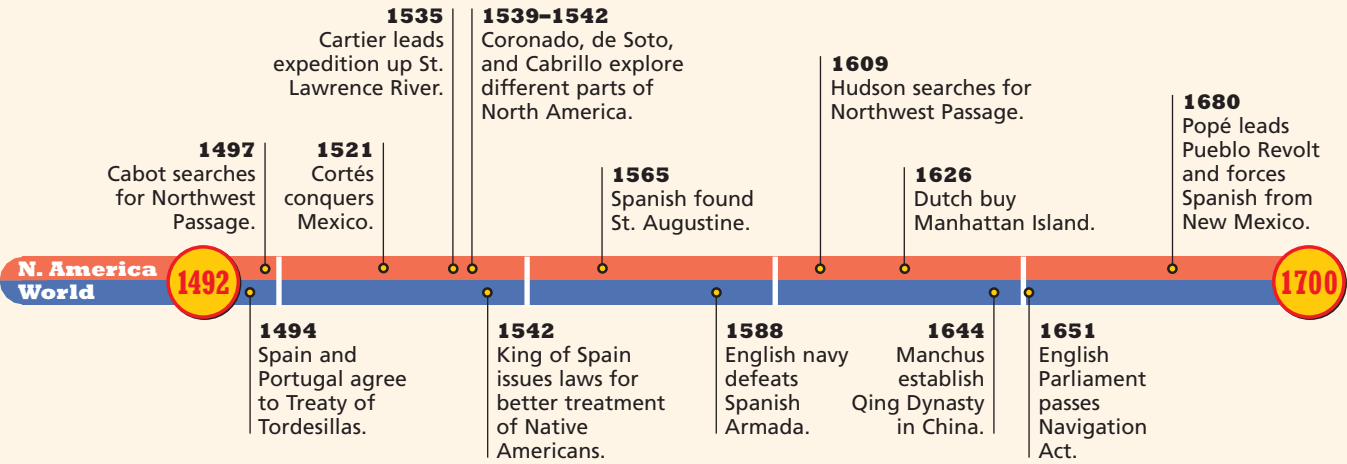 1535
Cartier leads
expedition up St.
Lawrence River.
1539–1542
Coronado, de Soto,
and Cabrillo explore
different parts of
North America.
1609
Hudson searches for
Northwest Passage.
1680
Popé leads
Pueblo Revolt
and forces
Spanish from
New Mexico.
1497
Cabot searches
for Northwest
Passage.
1521
Cortés
conquers
Mexico.
1565
Spanish found
St. Augustine.
1626
Dutch buy
Manhattan Island.
N. America
World
1492
1700
1494
Spain and
Portugal agree
to Treaty of
Tordesillas.
1542
King of Spain
issues laws for
better treatment
of Native
Americans.
1588
English navy
defeats
Spanish
Armada.
1644
Manchus
establish
Qing Dynasty
in China.
1651
English
Parliament
passes
Navigation
Act.